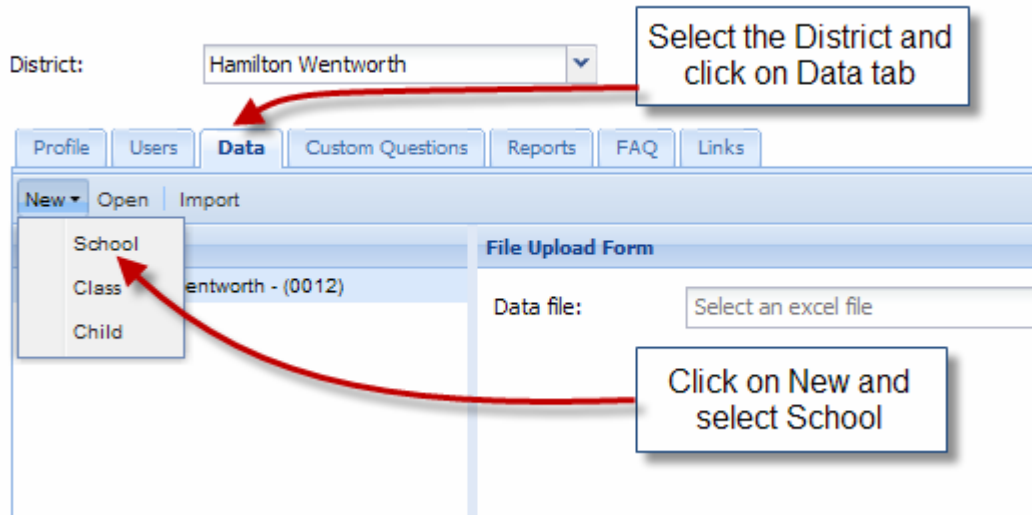 Select the District and
click on Data tab
District: Hamilton Wentworth
Profile Users Data Custom Questions Reports FAQ Links
New Open Import
School
Class
Child
entworth - (0012)
File Upload Form
Data file: Select an excel file
Click on New and
select School